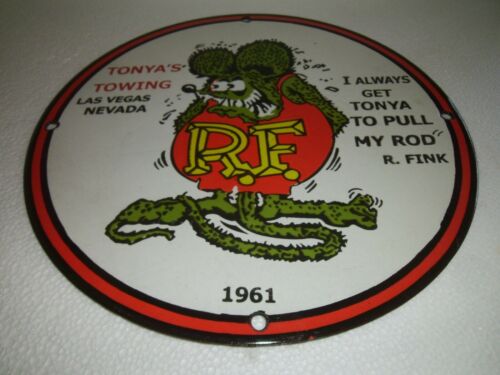 TONYA'S
TOWING
LAS VEGAS
NEVADA
R.F.
I ALWAYS
GET
TONYA
TO PULL
MY ROD
R. FINK
1961